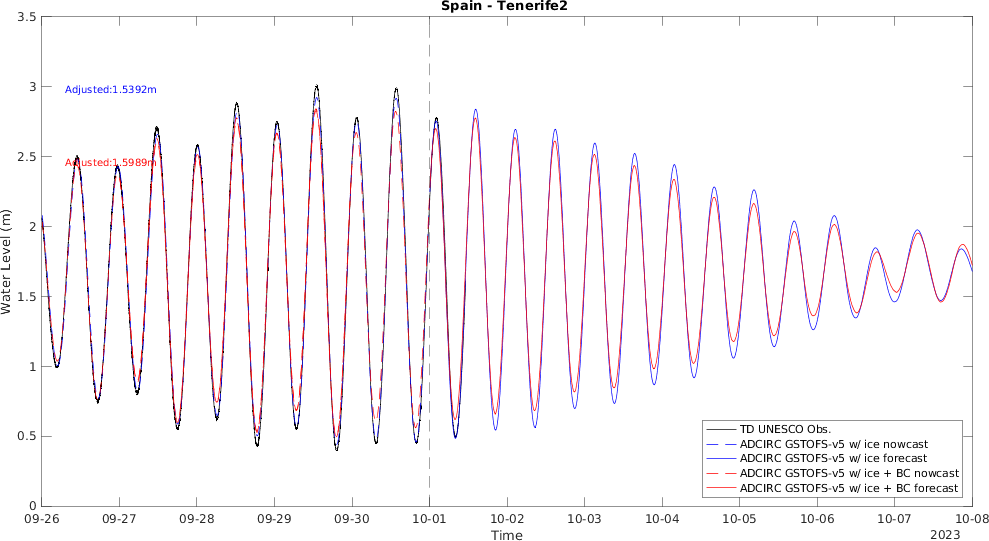 Spain - Tenerife2
3.5
3
2.5
2
1.5
1
0.5
0
Water Level (m)
Adjusted:1.5392m
Adjusted:1.5989m
TD UNESCO Obs.
ADCIRC GSTOFS-v5 w/ ice nowcast
ADCIRC GSTOFS-v5 w/ ice forecast
ADCIRC GSTOFS-v5 w/ ice + BC nowcast
ADCIRC GSTOFS-v5 w/ ice + BC forecast
09-26 09-27 09-28 09-29 09-30 10-01 10-02 10-03 10-04 10-05 10-06 10-07 10-08
Time
2023